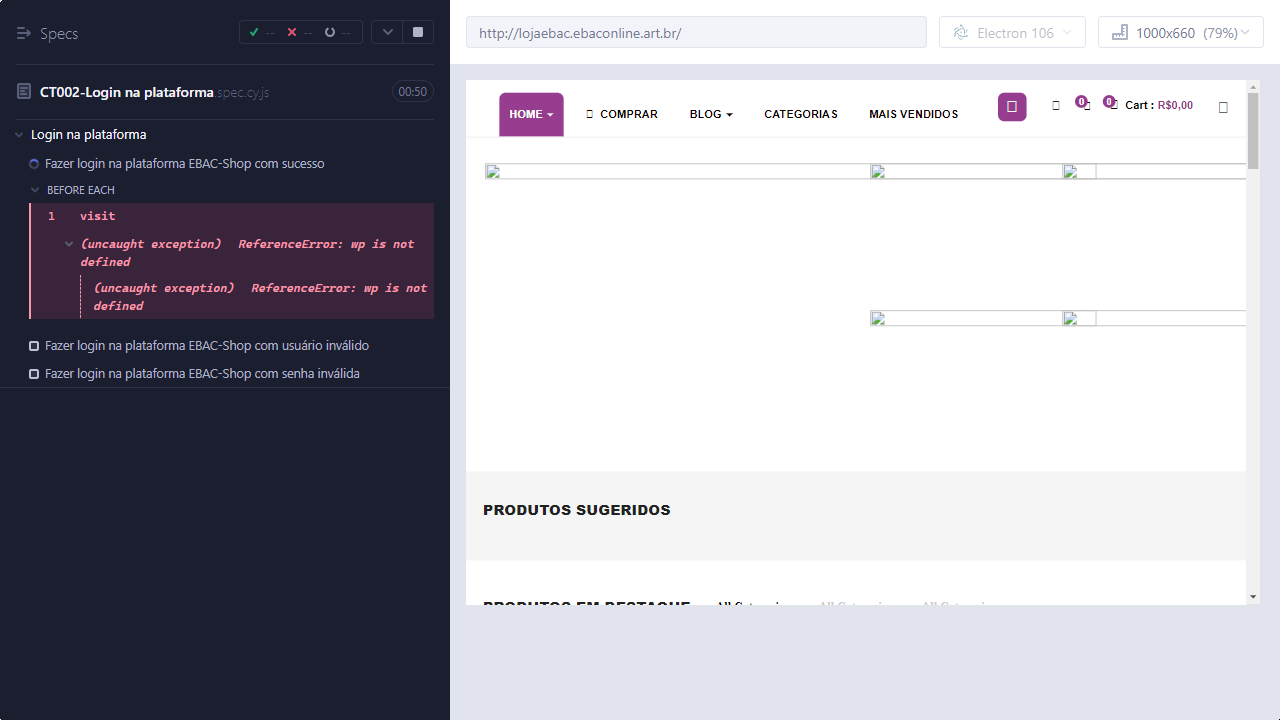 Specs
--
--
--
CT002-Login na plataforma.spec.cy.js
00:50
Login na plataforma
Fazer login na plataforma EBAC-Shop com sucesso
BEFORE EACH
1 visit
(uncaught exception) ReferenceError: wp is not
defined
(uncaught exception) ReferenceError: wp is not
defined
Fazer login na plataforma EBAC-Shop com usuário inválido
Fazer login na plataforma EBAC-Shop com senha inválida
http://lojaebac.ebaconline.art.br/
Electron 106
1000x660 (79%)
HOME
COMPRAR
BLOG
CATEGORIAS
MAIS VENDIDOS
0
0
Cart : R$0,00
PRODUTOS SUGERIDOS
PRODUTOS EM DESTAQUE